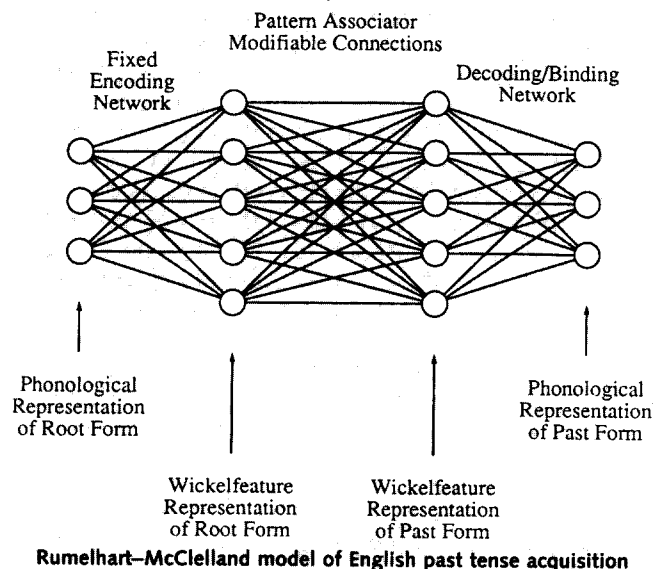 Pattern Associator
Modifiable Connections
Fixed
Encoding
Network
Decoding/Binding
Network
Phonological
Representation
of Root Form
Phonological
Representation
of Past Form
Wickelfeature
Representation
of Root Form
Wickelfeature
Representation
of Past Form
Rumelhart–McClelland model of English past tense acquisition